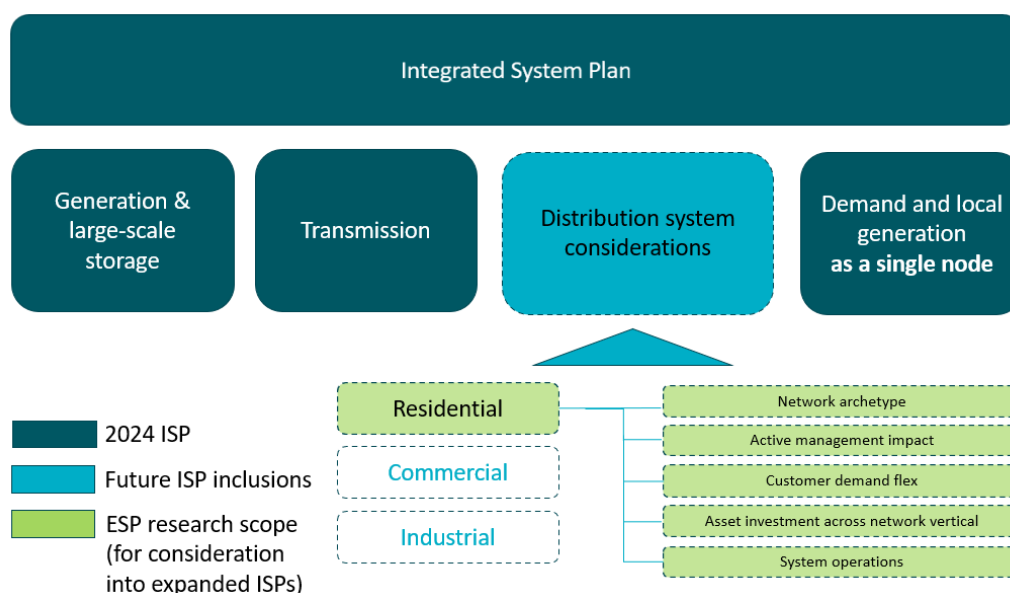 Integrated System Plan
Generation &
large-scale
storage
Transmission
Distribution system
considerations
Demand and local
generation
as a single node
2024 ISP
Future ISP inclusions
ESP research scope
(for consideration
into expanded ISPs)
Residential
Commercial
Industrial
Network archetype
Active management impact
Customer demand flex
Asset investment across network vertical
System operations